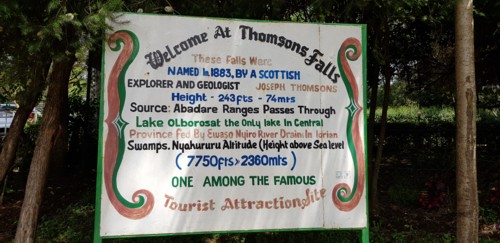 Welcome At Thomsons Falls
These Falls Were
NAMED In 1883, BY A SCOTTISH
EXPLORER AND GEOLOGIST JOSEPH THOMSONS
Height - 243fts - 74mrs
Source: Abadare Ranges Passes Through
Lake Olborosat the Only lake in Central
Province Fed By Ewaso Nyiro River Drain: In lorian
Swamps. Nyahururu Altitude (Height above Sea level
(7750fts>2360mts)
ONE AMONG THE FAMOUS
Tourist Attraction Site